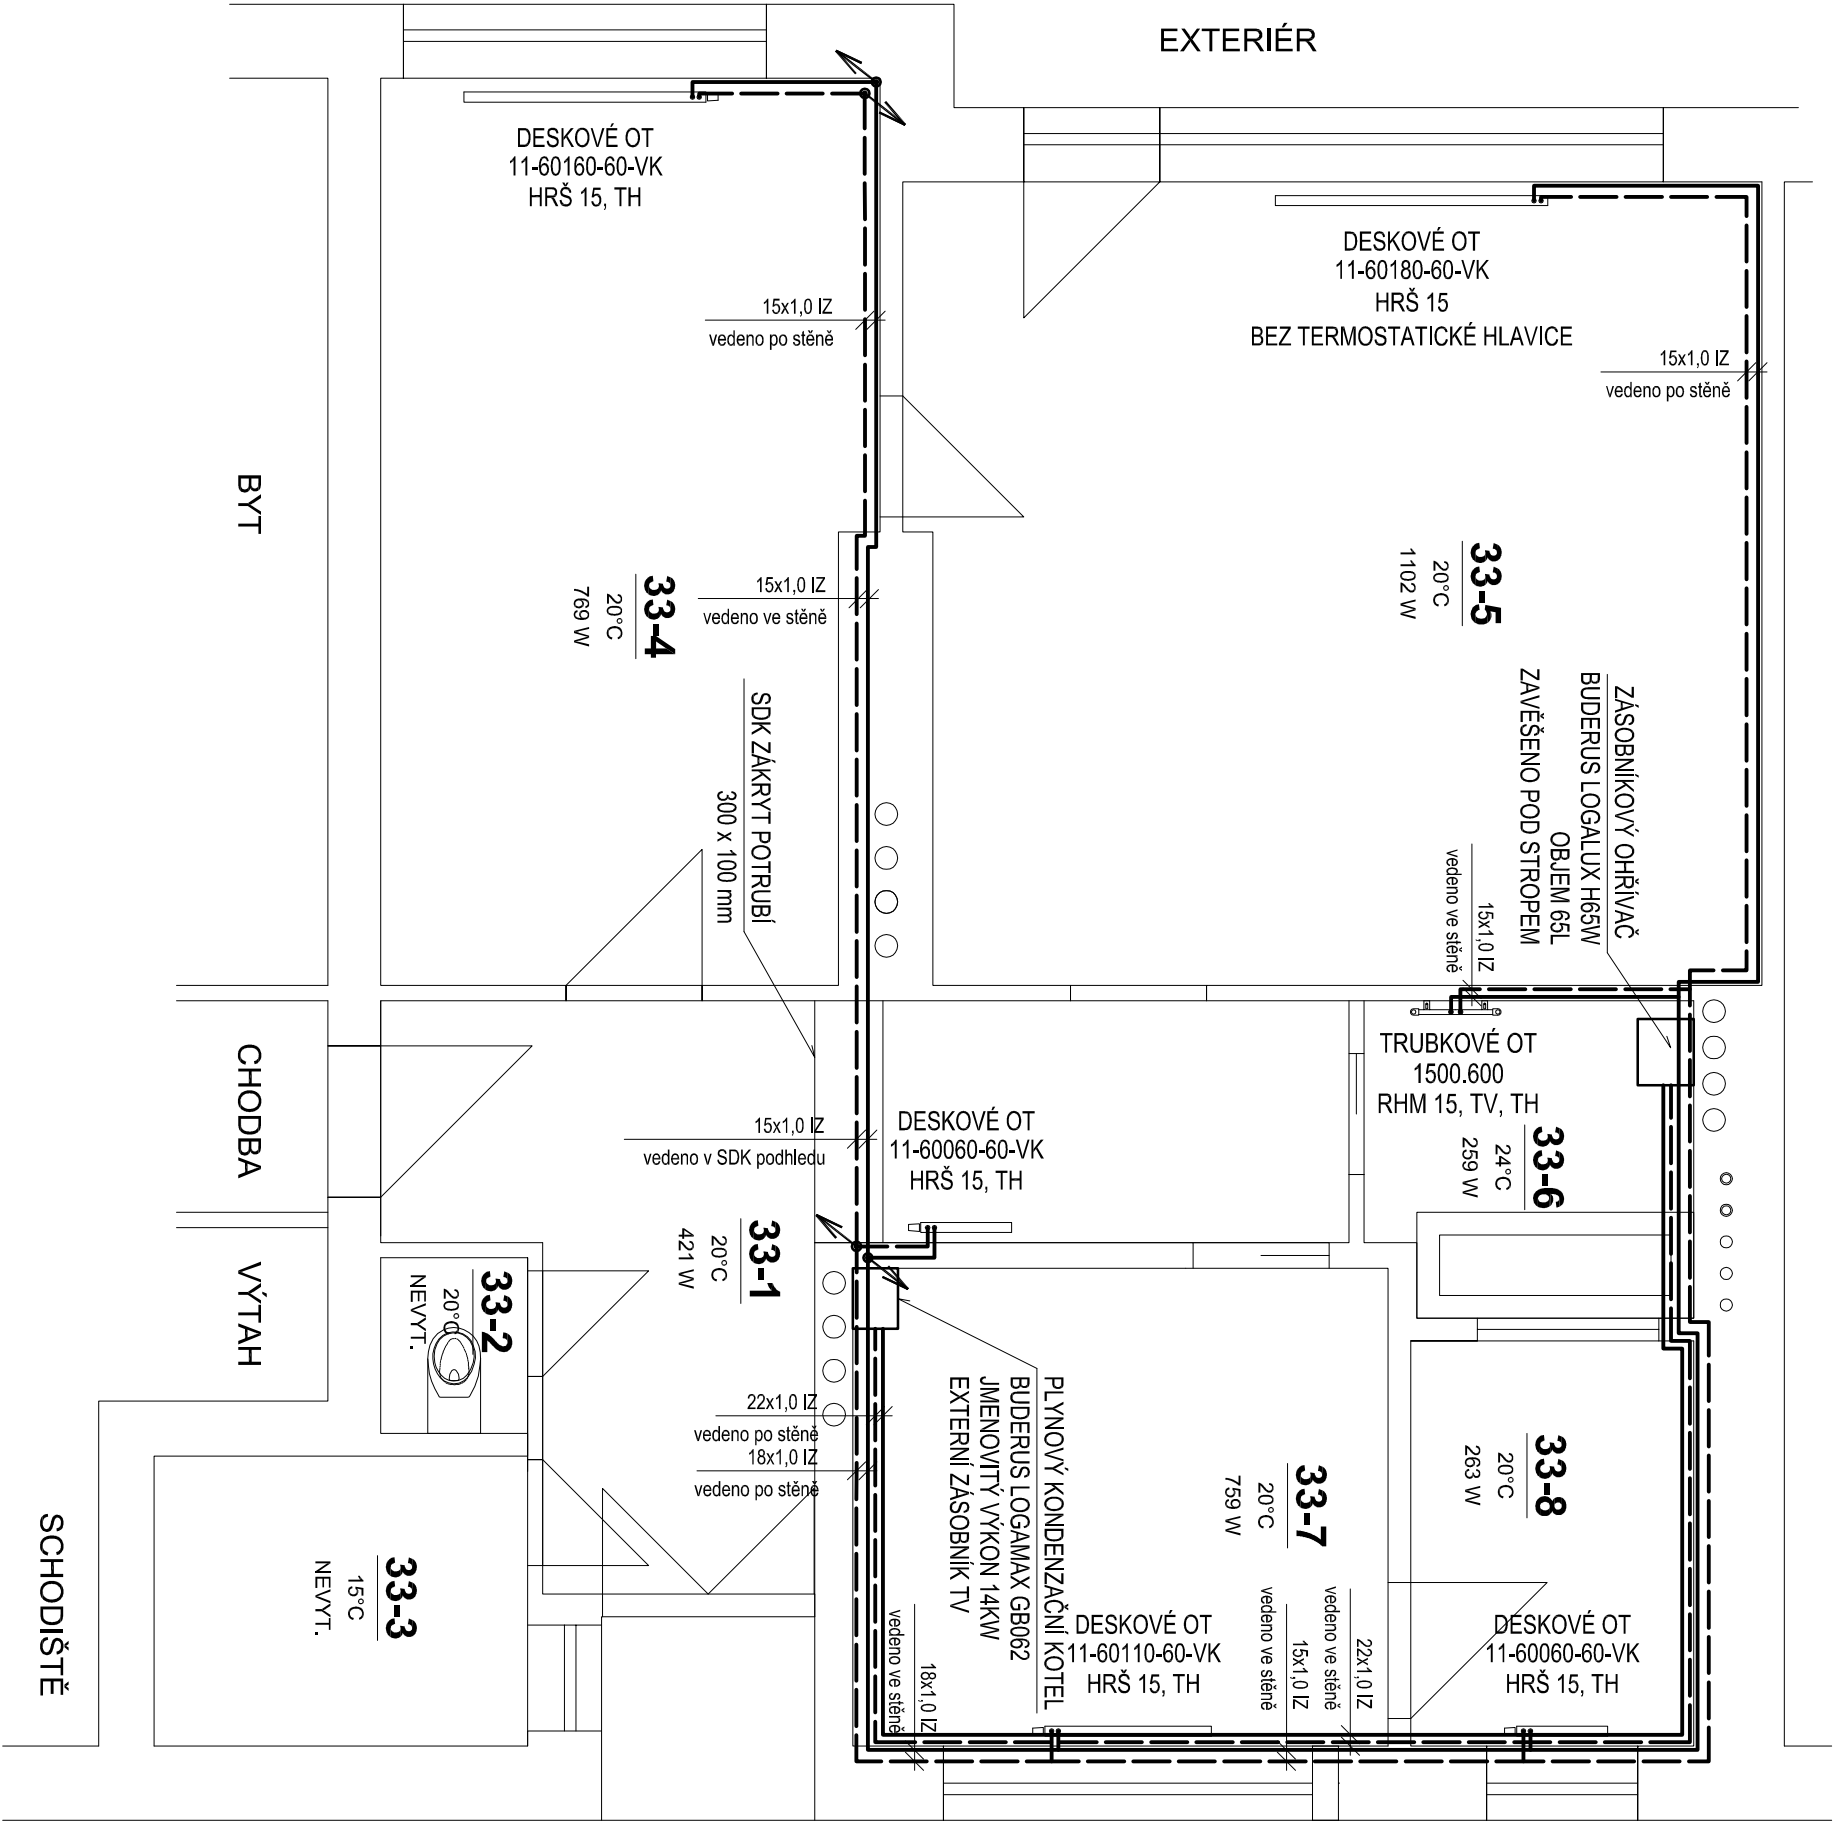 EXTERIÉR
DESKOVÉ OT
11-60160-60-VK
HRŠ 15, TH
DESKOVÉ OT
11-60180-60-VK
HRŠ 15
BEZ TERMOSTATICKÉ HLAVICE
15x1,0 IZ
vedeno po stěně
15x1,0 IZ
vedeno po stěně
BYT
33-4
20°C
769 W
15x1,0 IZ
vedeno ve stěně
33-5
20°C
1102 W
SDK ZÁKRYT POTRUBÍ
300 x 100 mm
ZÁSOBNÍKOVÝ OHŘÍVAČ
BUDERUS LOGALUX H65W
OBJEM 65L
ZAVĚŠENO POD STROPEM
15x1,0 IZ
vedeno ve stěně
TRUBKOVÉ OT
1500.600
RHM 15, TV, TH
33-6
24°C
259 W
CHODBA
15x1,0 IZ
vedeno v SDK podhledu
DESKOVÉ OT
11-60060-60-VK
HRŠ 15, TH
33-1
20°C
421 W
VÝTAH
33-2
20°C
NEVYT.
22x1,0 IZ
vedeno po stěně
18x1,0 IZ
vedeno po stěně
PLYNOVÝ KONDENZAČNÍ KOTEL
BUDERUS LOGAMAX GB062
JMENOVITÝ VÝKON 14KW
EXTERNÍ ZÁSOBNÍK TV
33-7
20°C
759 W
33-8
20°C
263 W
SCHODIŠTĚ
33-3
15°C
NEVYT.
18x1,0 IZ
vedeno ve stěně
DESKOVÉ OT
11-60110-60-VK
HRŠ 15, TH
15x1,0 IZ
vedeno ve stěně
22x1,0 IZ
vedeno ve stěně
DESKOVÉ OT
11-60060-60-VK
HRŠ 15, TH